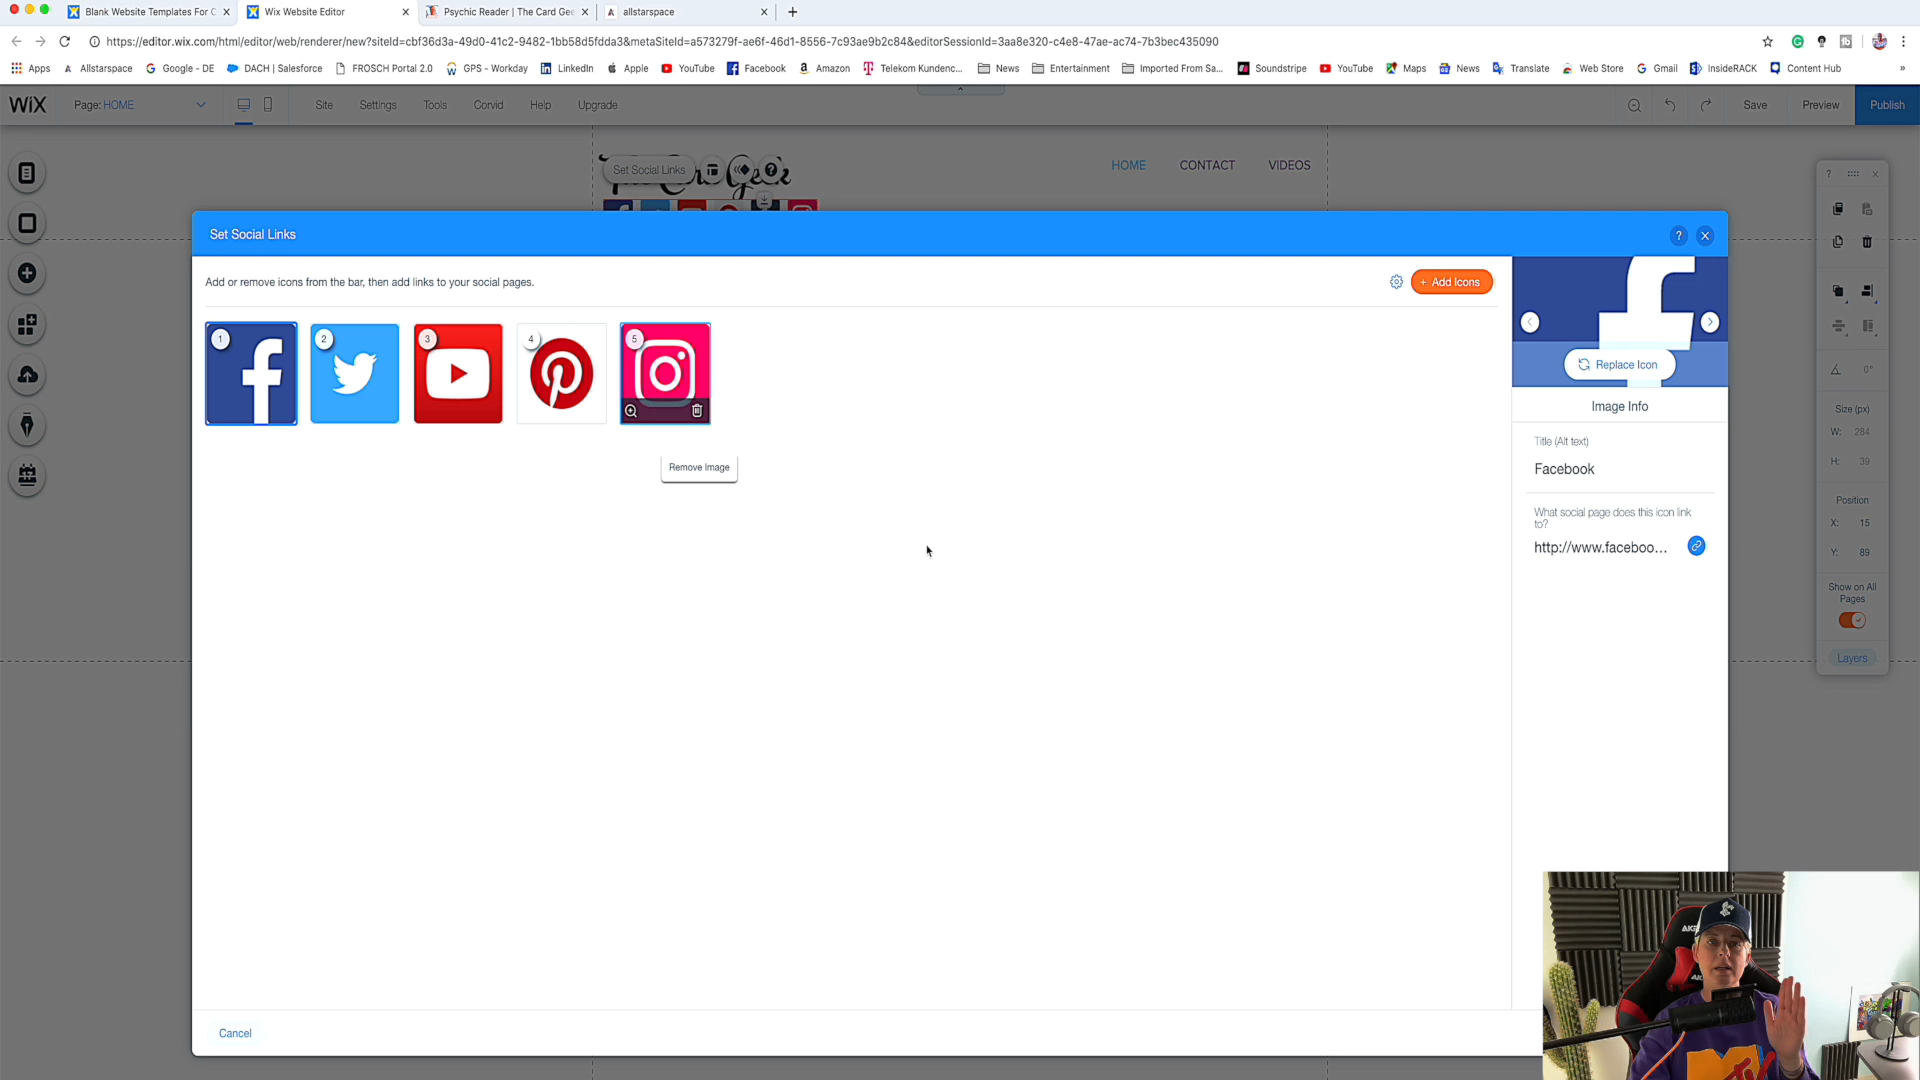 Blank Website Templates For C
Wix Website Editor
Psychic Reader | The Card Gee
allstarspace
https://editor.wix.com/html/editor/web/renderer/new?siteId=cbf36d3a-49d0-41c2-9482-1bb58d5fdda3&metaSiteId=a573279f-ae6f-46d1-8556-7c93ae9b2c84&editorSessionId=3aa8e320-c4e8-47ae-ac74-7b3bec435090
Apps Allstarspace Google - DE DACH | Salesforce FROSCH Portal 2.0 GPS - Workday LinkedIn Apple YouTube Facebook Amazon Telekom Kundenc... News Entertainment Imported From Sa... Soundstripe YouTube Maps News Translate Web Store Gmail InsideRACK Content Hub »
WiX Page: HOME Site Settings Tools Corvid Help Upgrade Save Preview Publish
Set Social Links
HOME CONTACT VIDEOS
Set Social Links
Add or remove icons from the bar, then add links to your social pages.
+ Add Icons
1 2 3 4 5
Remove Image
Replace Icon
Image Info
Title (Alt text)
Facebook
What social page does this icon link
to?
http://www.faceboo...
0°
Size (px)
W: 284
H: 39
Position
X: 15
Y: 89
Show on All
Pages
Layers
Cancel